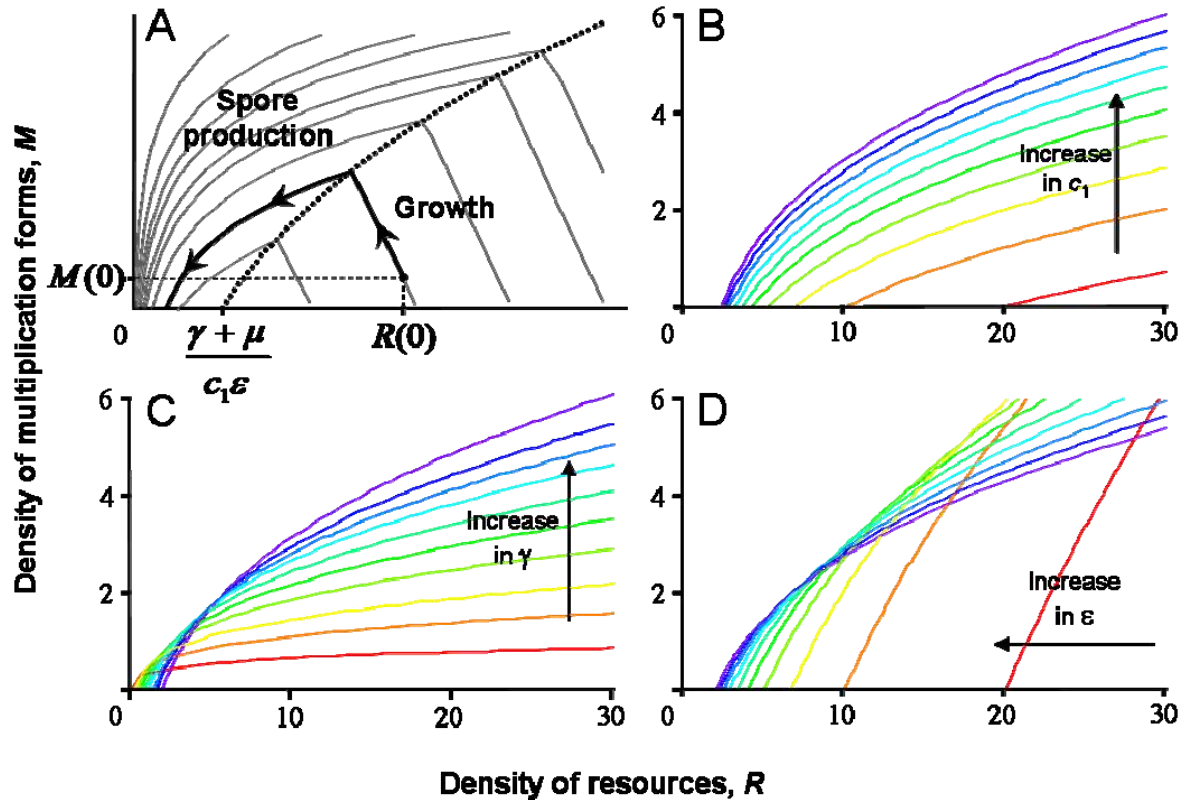 Density of multiplication forms, M
A
Spore
production
Growth
M(0)
0
γ + μ
c₁ε
R(0)
B
6
4
2
0
Increase
in c₁
0
10
20
30
C
6
4
2
Increase
in γ
0
10
20
30
D
6
4
2
Increase
in ε
0
10
20
30
Density of resources, R